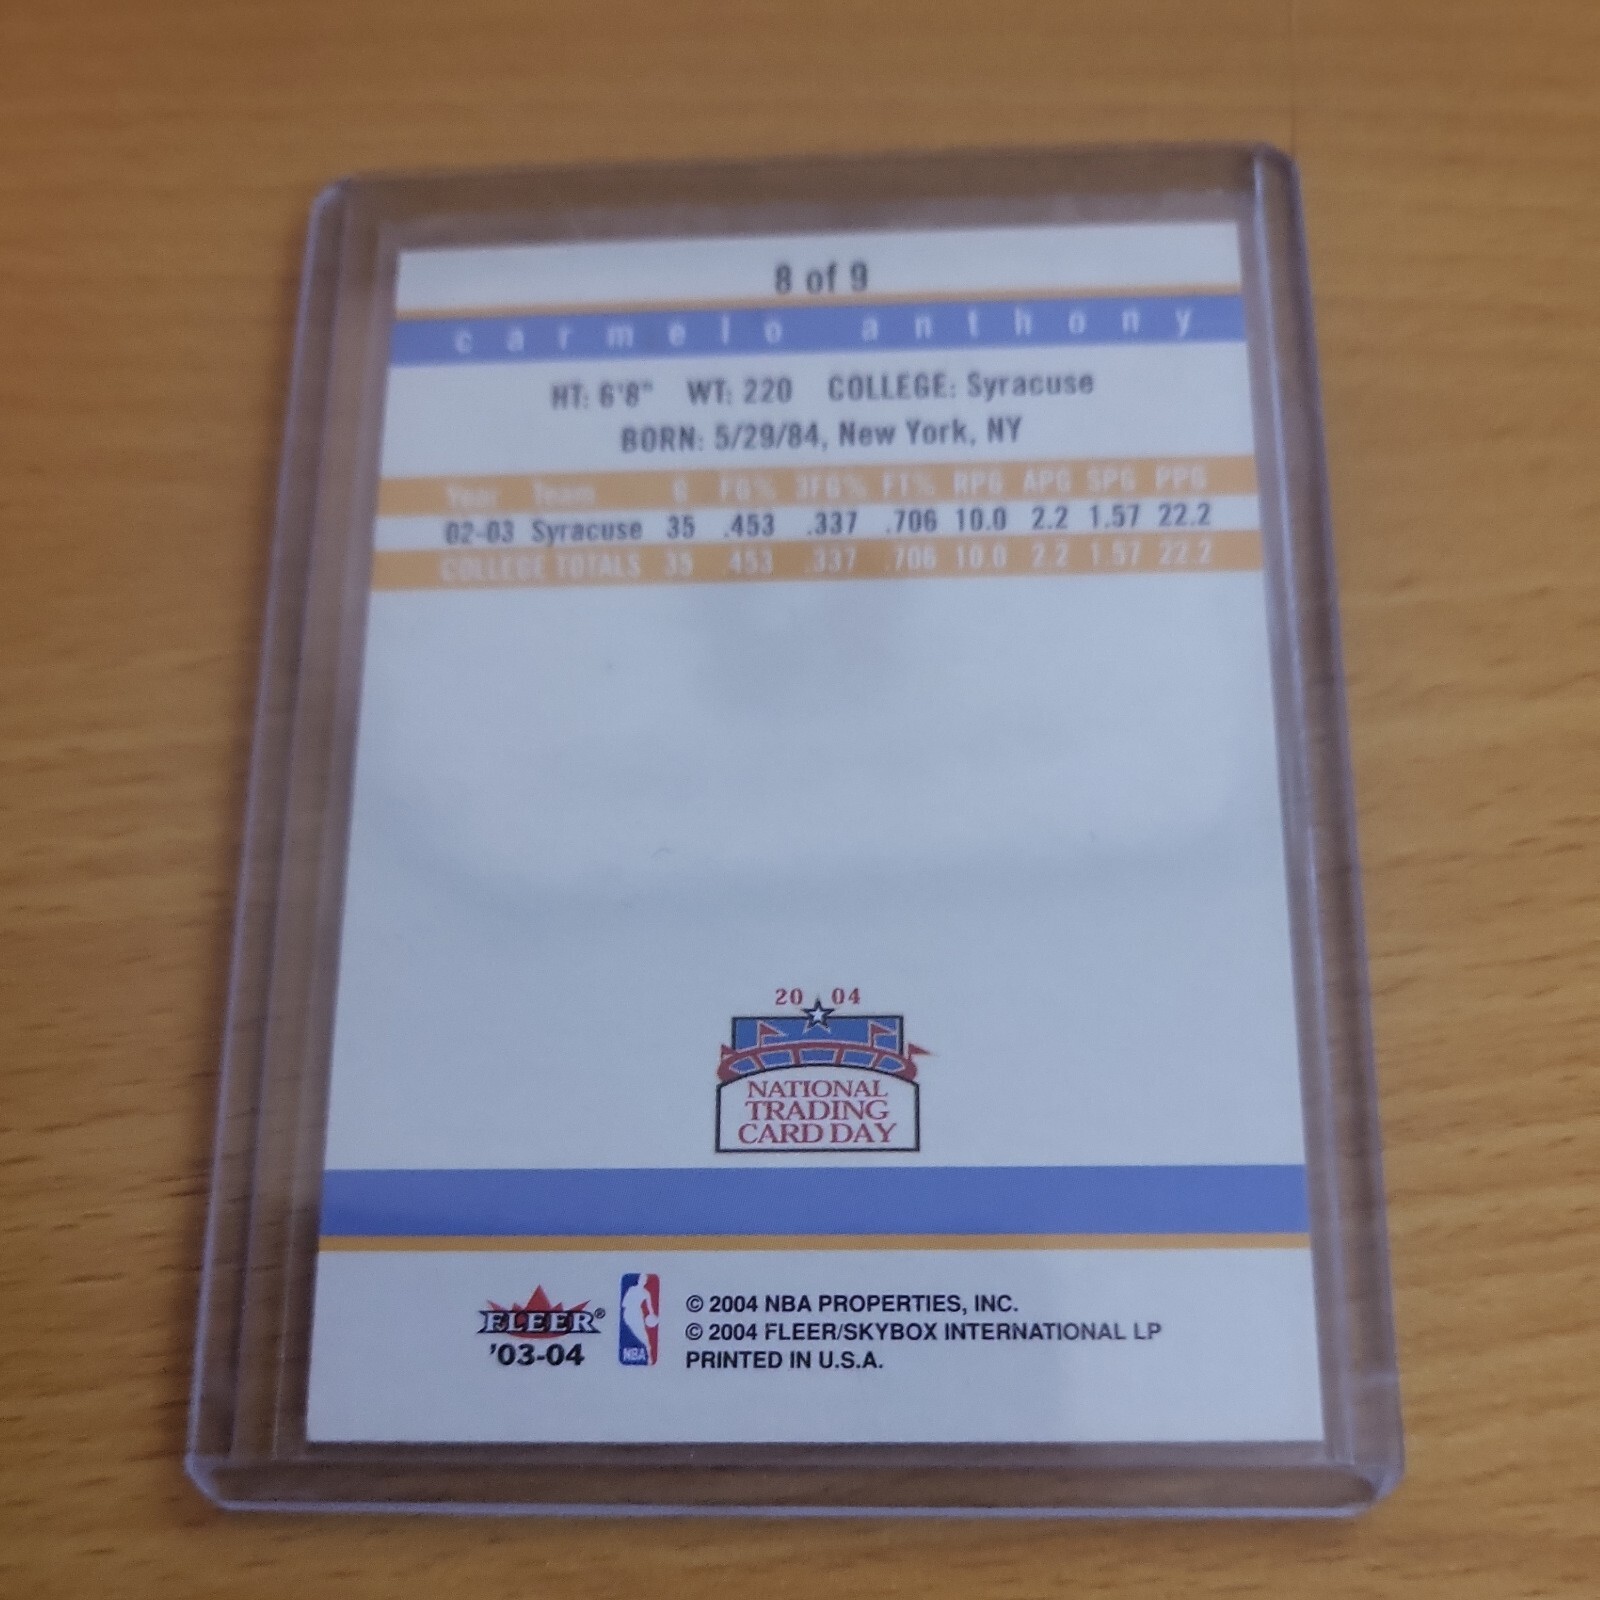 8 of 9
carmelo anthony
HT: 6'8" WT: 220 COLLEGE: Syracuse
BORN: 5/29/84, New York, NY
Year Team G FG% 3FG% FT% RPG APG SPG PPG
02-03 Syracuse 35 .453 .337 .706 10.0 2.2 1.57 22.2
COLLEGE TOTALS 35 .453 .337 .706 10.0 2.2 1.57 22.2
20 04
NATIONAL
TRADING
CARD DAY
FLEER®
'03-04
NBA
© 2004 NBA PROPERTIES, INC.
© 2004 FLEER/SKYBOX INTERNATIONAL LP
PRINTED IN U.S.A.